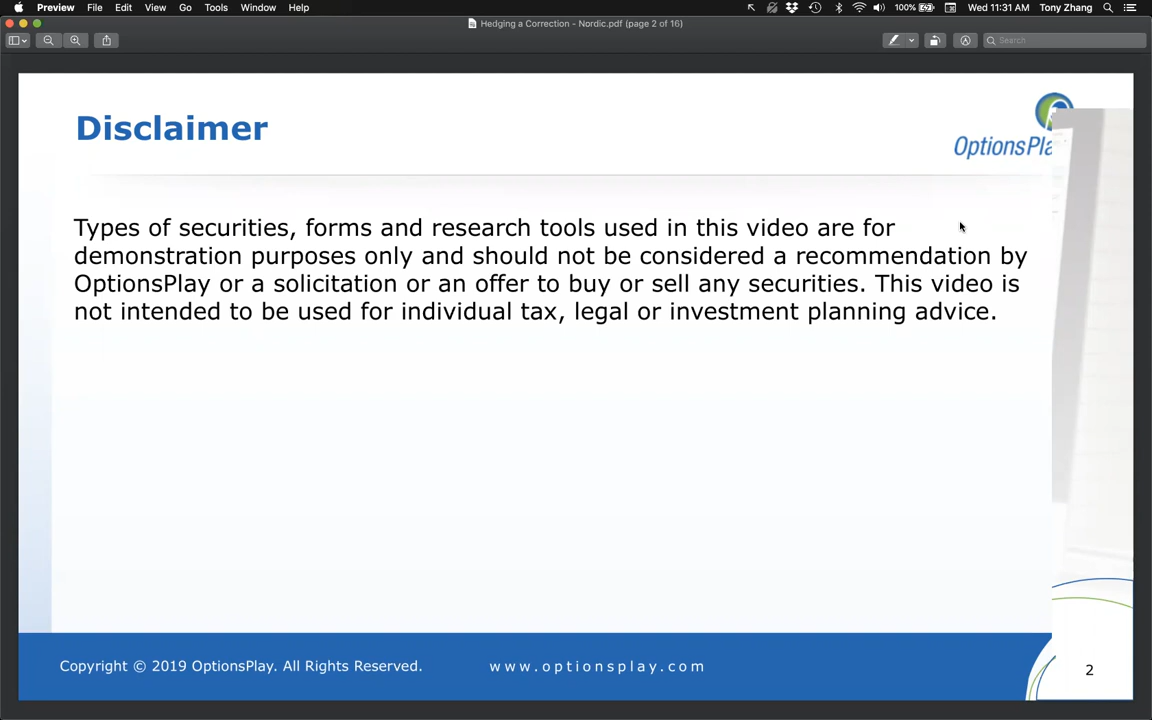 Preview File Edit View Go Tools Window Help 100% Wed 11:31 AM Tony Zhang
Hedging a Correction - Nordic.pdf (page 2 of 16)
Search
Disclaimer
OptionsPla
Types of securities, forms and research tools used in this video are for
demonstration purposes only and should not be considered a recommendation by
OptionsPlay or a solicitation or an offer to buy or sell any securities. This video is
not intended to be used for individual tax, legal or investment planning advice.
Copyright © 2019 OptionsPlay. All Rights Reserved. www.optionsplay.com
2